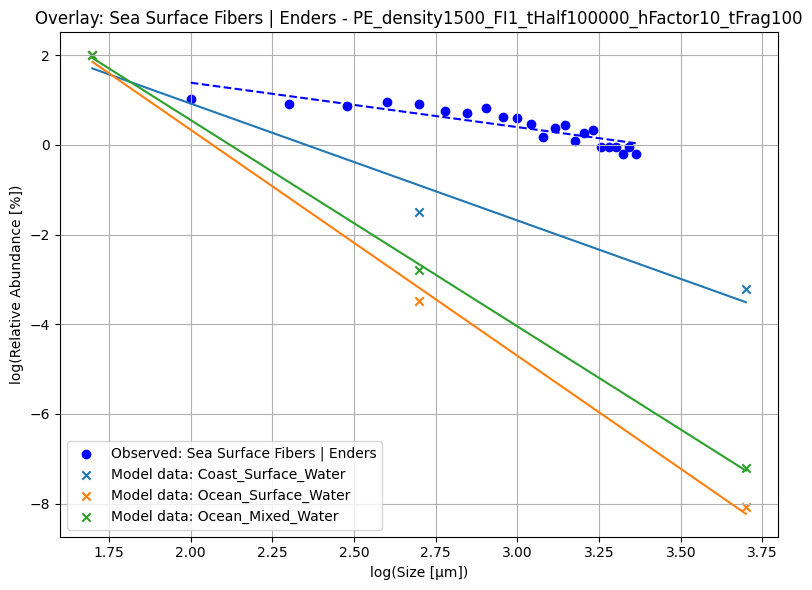 Overlay: Sea Surface Fibers | Enders - PE_density1500_FI1_tHalf100000_hFactor10_tFrag100
log(Relative Abundance [%])
2
0
−2
−4
−6
−8
Observed: Sea Surface Fibers | Enders
Model data: Coast_Surface_Water
Model data: Ocean_Surface_Water
Model data: Ocean_Mixed_Water
1.75
2.00
2.25
2.50
2.75
3.00
3.25
3.50
3.75
log(Size [µm])